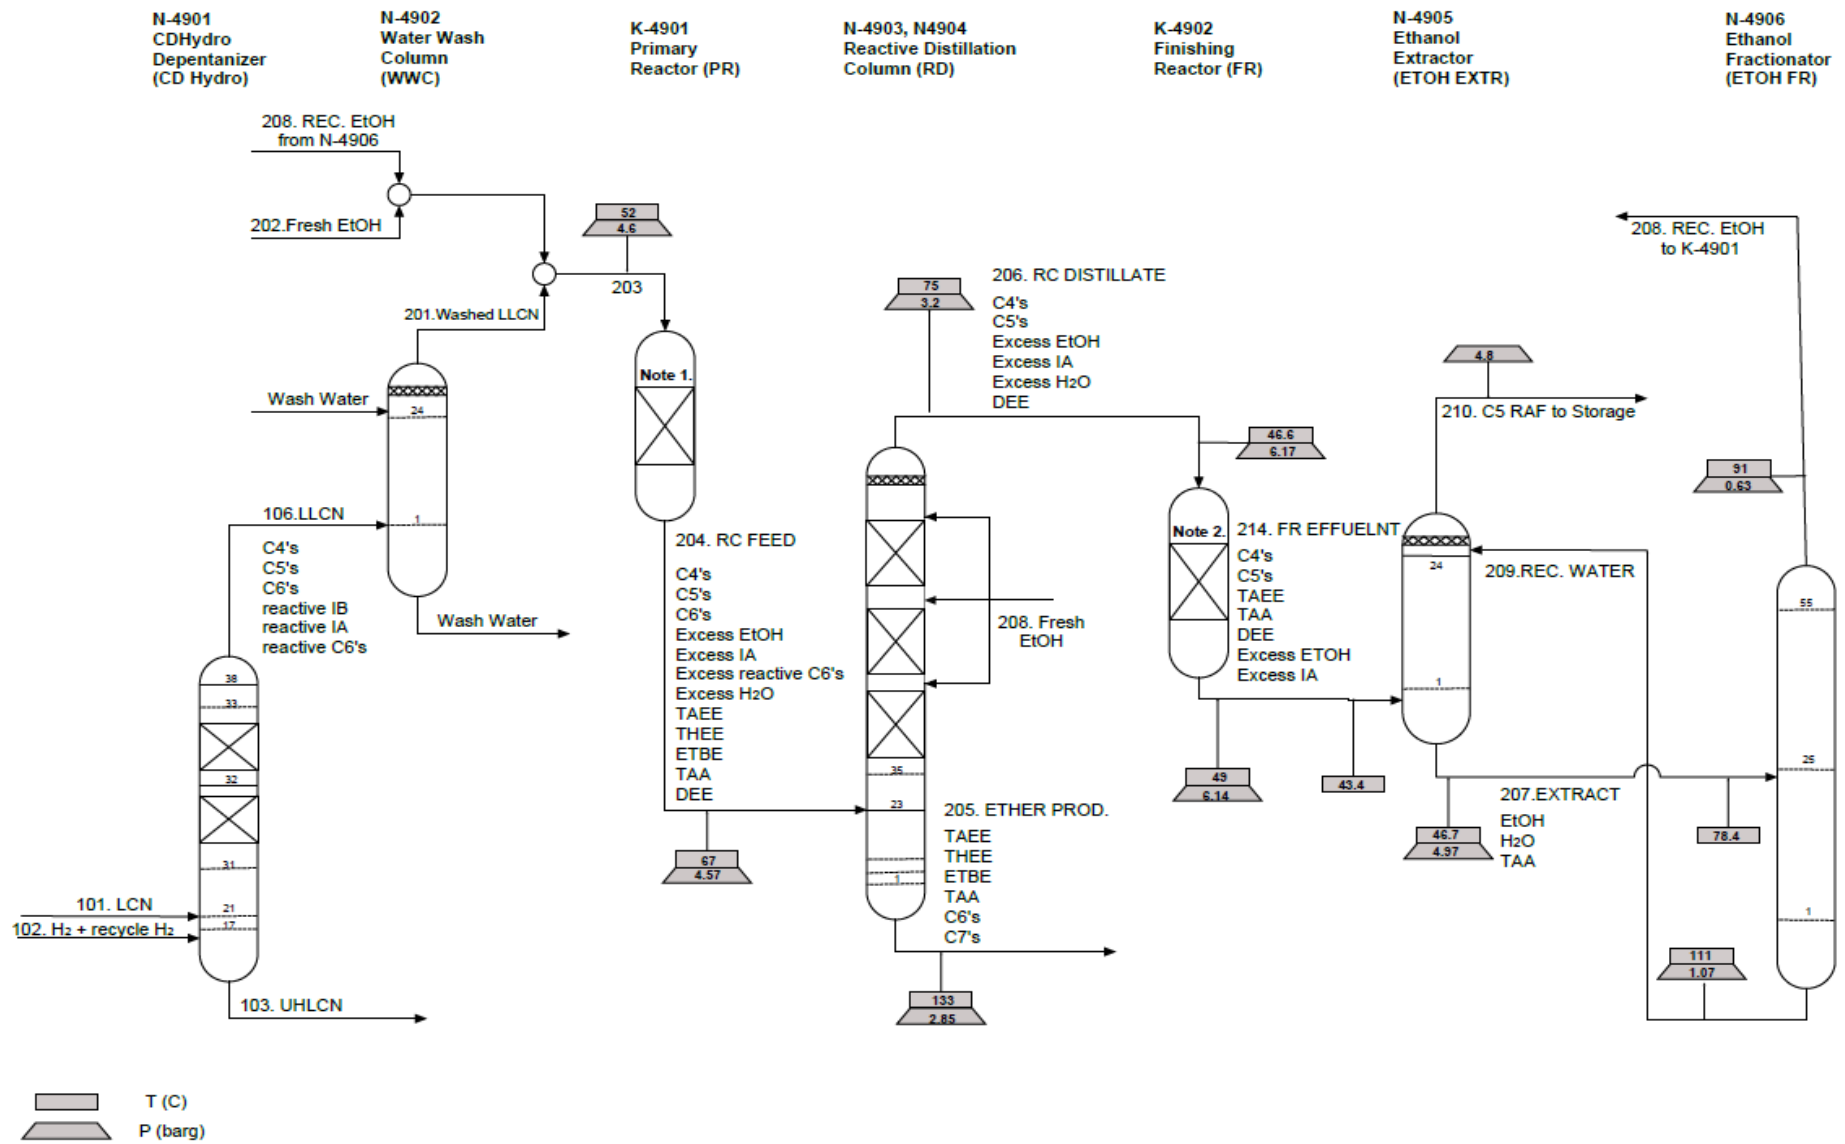 N-4901
CDHydro
Depentanizer
(CD Hydro)
N-4902
Water Wash
Column
(WWC)
K-4901
Primary
Reactor (PR)
N-4903, N4904
Reactive Distillation
Column (RD)
K-4902
Finishing
Reactor (FR)
N-4905
Ethanol
Extractor
(ETOH EXTR)
N-4906
Ethanol
Fractionator
(ETOH FR)
208. REC. EtOH
from N-4906
202.Fresh EtOH
52
4.6
203
201.Washed LLCN
Wash Water
24
1
Wash Water
106.LLCN
C4's
C5's
C6's
reactive IB
reactive IA
reactive C6's
38
33
32
31
21
17
101. LCN
102. H2 + recycle H2
103. UHLCN
Note 1.
204. RC FEED
C4's
C5's
C6's
Excess EtOH
Excess IA
Excess reactive C6's
Excess H2O
TAEE
THEE
ETBE
TAA
DEE
67
4.57
75
3.2
206. RC DISTILLATE
C4's
C5's
Excess EtOH
Excess IA
Excess H2O
DEE
208. Fresh
EtOH
35
23
1
205. ETHER PROD.
TAEE
THEE
ETBE
TAA
C6's
C7's
133
2.85
46.6
6.17
Note 2.
214. FR EFFUELNT
C4's
C5's
TAEE
TAA
DEE
Excess ETOH
Excess IA
49
6.14
43.4
4.8
210. C5 RAF to Storage
24
1
209.REC. WATER
207.EXTRACT
EtOH
H2O
TAA
46.7
4.97
78.4
208. REC. EtOH
to K-4901
91
0.63
55
25
1
111
1.07
T (C)
P (barg)